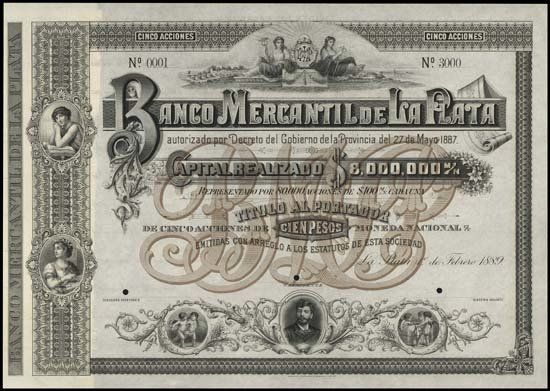 CINCO ACCIONES
CINCO ACCIONES
Nº 0001
Nº 3000
BANCO MERCANTIL DE LA PLATA
autorizado por Decreto del Gobierno de la Provincia del 27 de Mayo 1887.
CAPITAL REALIZADO $ 8,000,000 m/n
REPRESENTADO POR 80,000 ACCIONES DE $ 100 m/n CADA UNA
TITULO AL PORTADOR
DE CINCO ACCIONES DE CIEN PESOS MONEDA NACIONAL %
EMITIDAS CON ARREGLO A LOS ESTATUTOS DE ESTA SOCIEDAD
La Plata, de Febrero 1889.
BANCO MERCANTIL DE LA PLATA